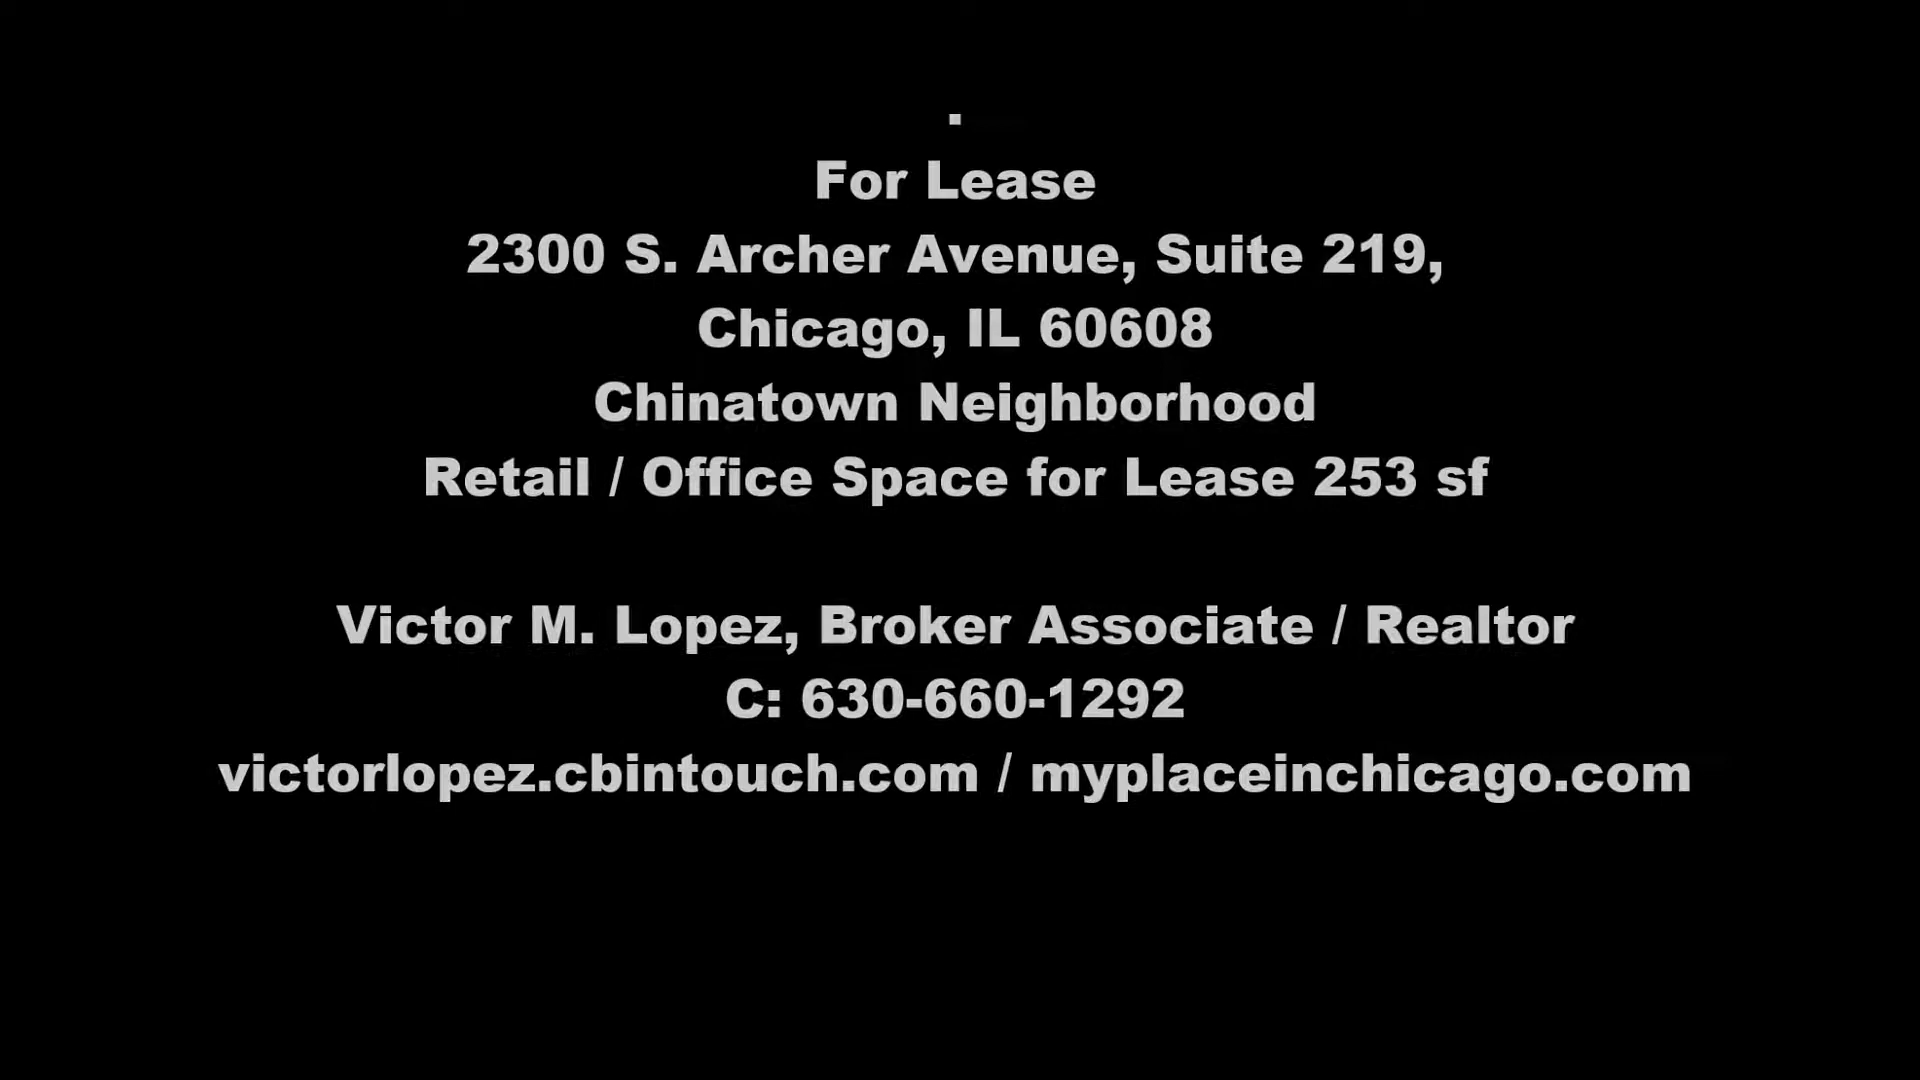 .
For Lease
2300 S. Archer Avenue, Suite 219,
Chicago, IL 60608
Chinatown Neighborhood
Retail / Office Space for Lease 253 sf
Victor M. Lopez, Broker Associate / Realtor
C: 630-660-1292
victorlopez.cbintouch.com / myplaceinchicago.com